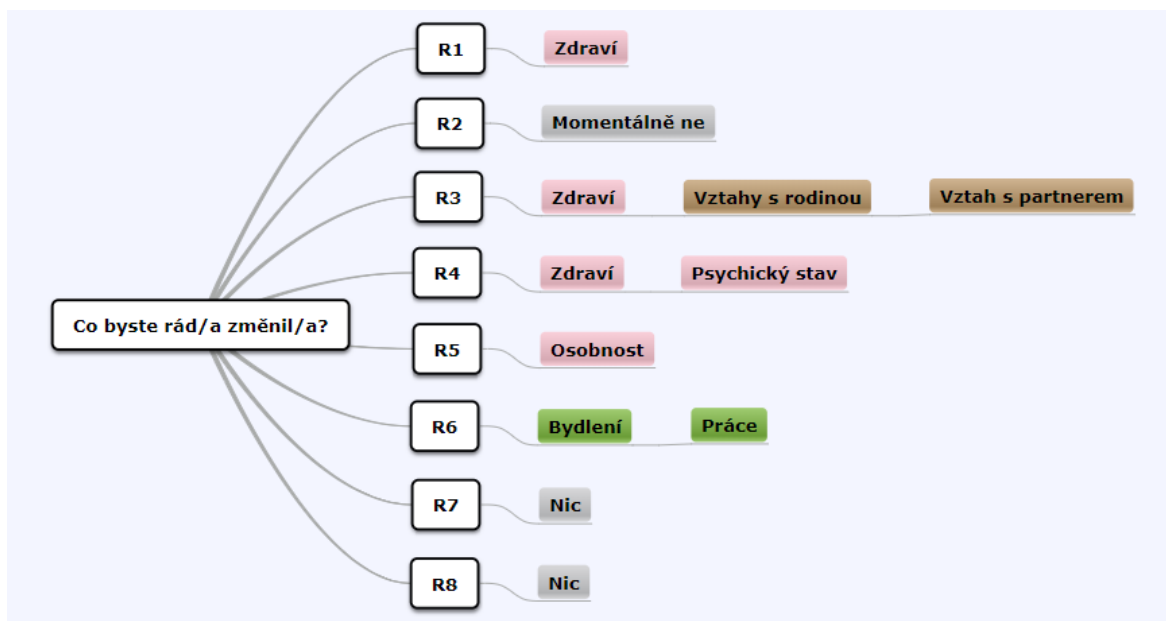 R1 Zdraví
R2 Momentálně ne
R3 Zdraví Vztahy s rodinou Vztah s partnerem
R4 Zdraví Psychický stav
Co byste rád/a změnil/a?
R5 Osobnost
R6 Bydlení Práce
R7 Nic
R8 Nic